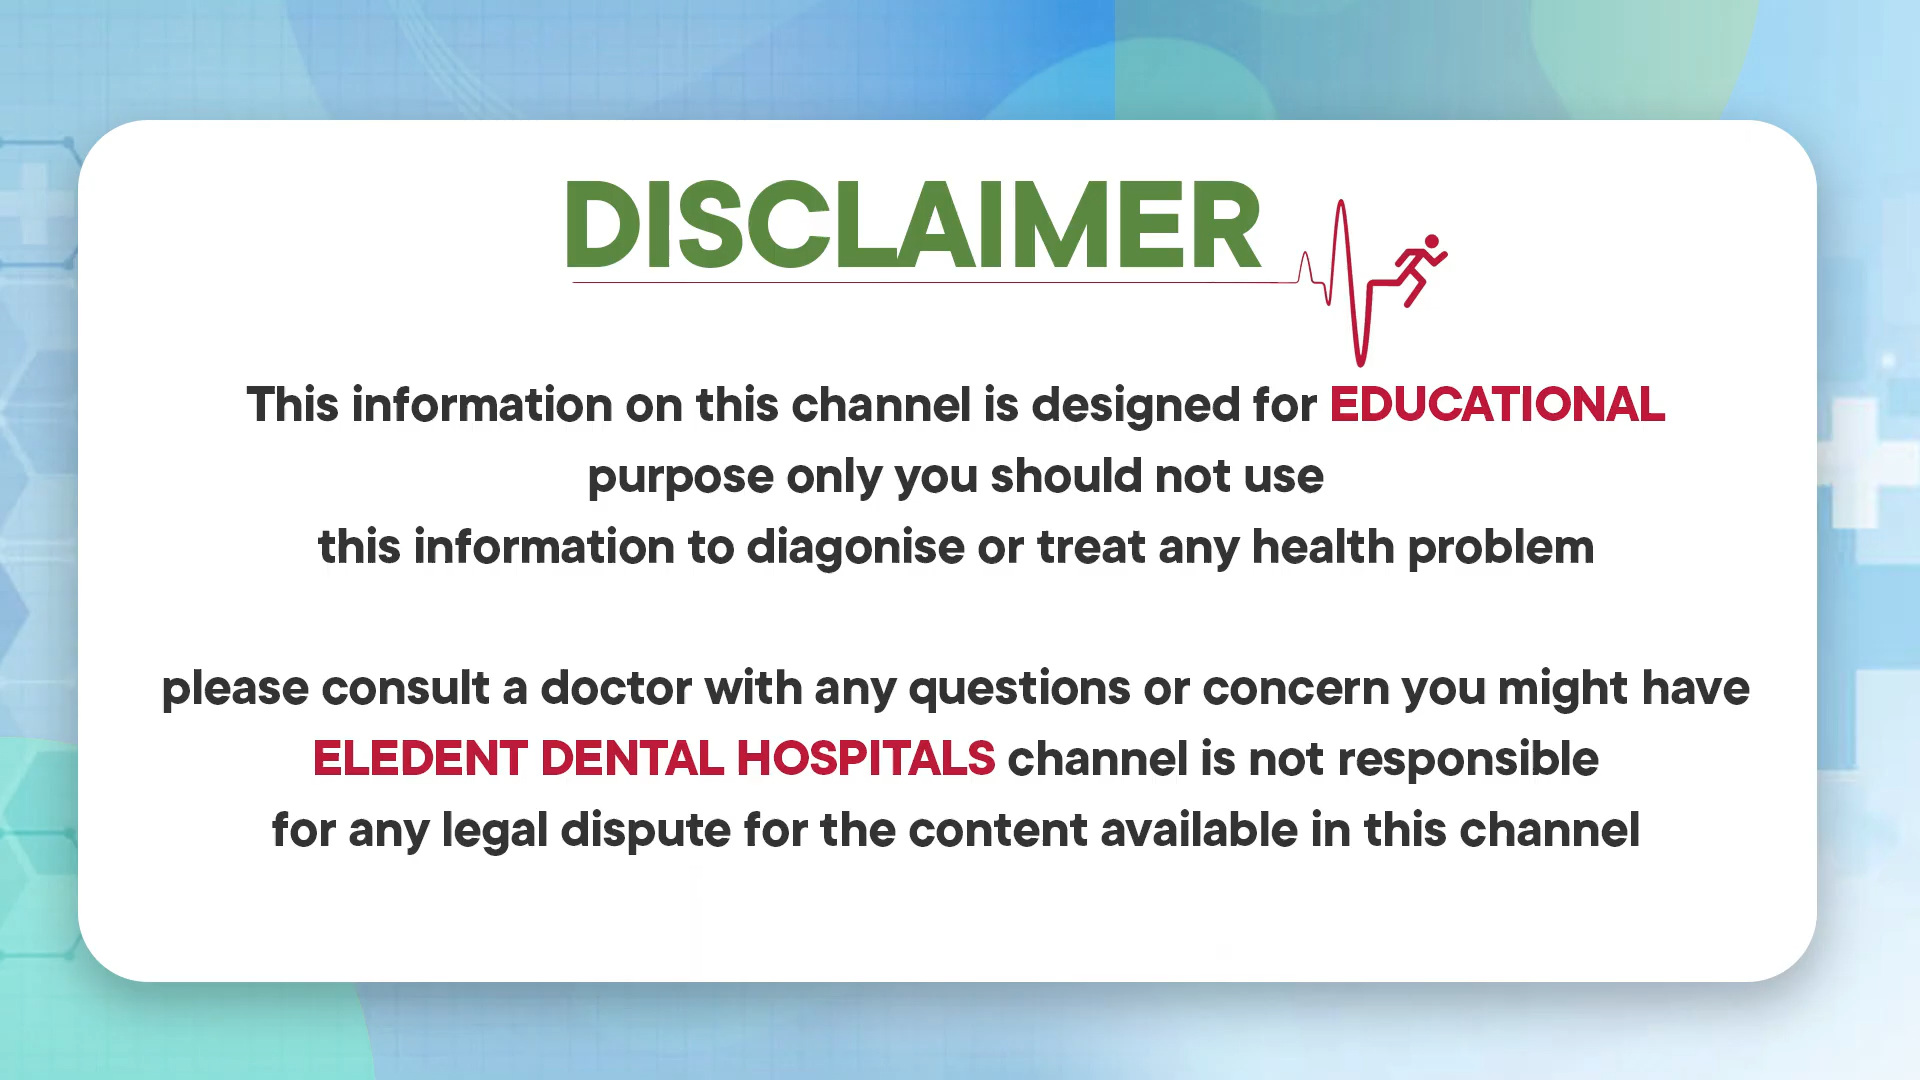 DISCLAIMER
This information on this channel is designed for EDUCATIONAL
purpose only you should not use
this information to diagonise or treat any health problem
please consult a doctor with any questions or concern you might have
ELEDENT DENTAL HOSPITALS channel is not responsible
for any legal dispute for the content available in this channel